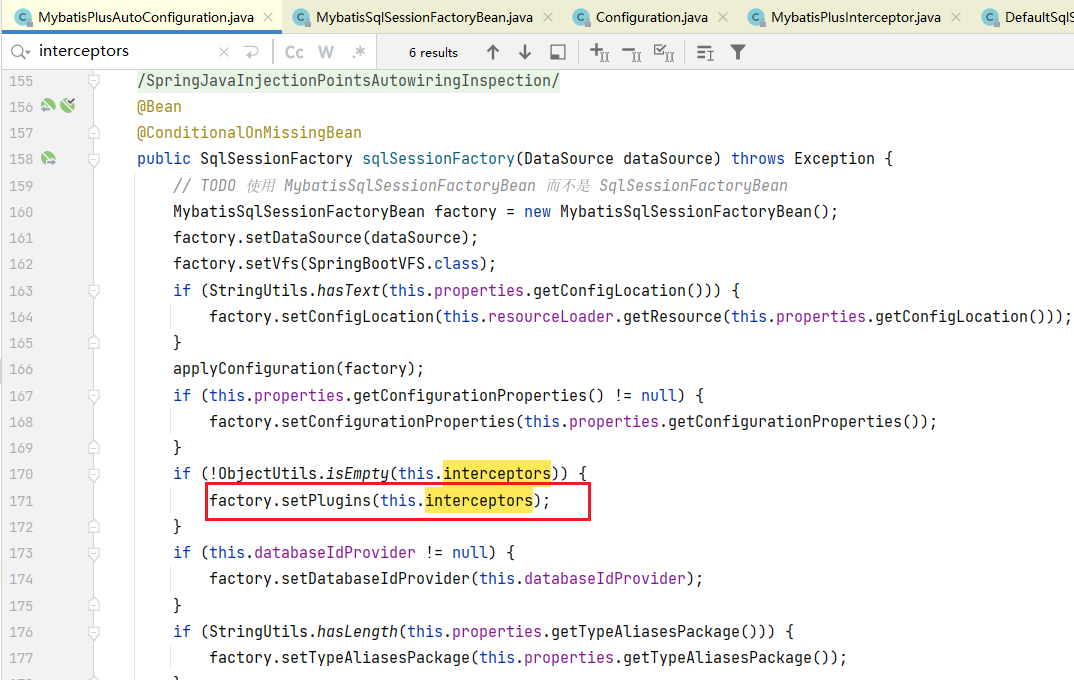 MybatisPlusAutoConfiguration.java MybatisSqlSessionFactoryBean.java Configuration.java MybatisPlusInterceptor.java DefaultSqlS
interceptors Cc W .* 6 results
155 /SpringJavaInjectionPointsAutowiringInspection/
156 @Bean
157 @ConditionalOnMissingBean
158 public SqlSessionFactory sqlSessionFactory(DataSource dataSource) throws Exception {
159 // TODO 使用 MybatisSqlSessionFactoryBean 而不是 SqlSessionFactoryBean
160 MybatisSqlSessionFactoryBean factory = new MybatisSqlSessionFactoryBean();
161 factory.setDataSource(dataSource);
162 factory.setVfs(SpringBootVFS.class);
163 if (StringUtils.hasText(this.properties.getConfigLocation())) {
164 factory.setConfigLocation(this.resourceLoader.getResource(this.properties.getConfigLocation()));
165 }
166 applyConfiguration(factory);
167 if (this.properties.getConfigurationProperties() != null) {
168 factory.setConfigurationProperties(this.properties.getConfigurationProperties());
169 }
170 if (!ObjectUtils.isEmpty(this.interceptors)) {
171 factory.setPlugins(this.interceptors);
172 }
173 if (this.databaseIdProvider != null) {
174 factory.setDatabaseIdProvider(this.databaseIdProvider);
175 }
176 if (StringUtils.hasLength(this.properties.getTypeAliasesPackage())) {
177 factory.setTypeAliasesPackage(this.properties.getTypeAliasesPackage());